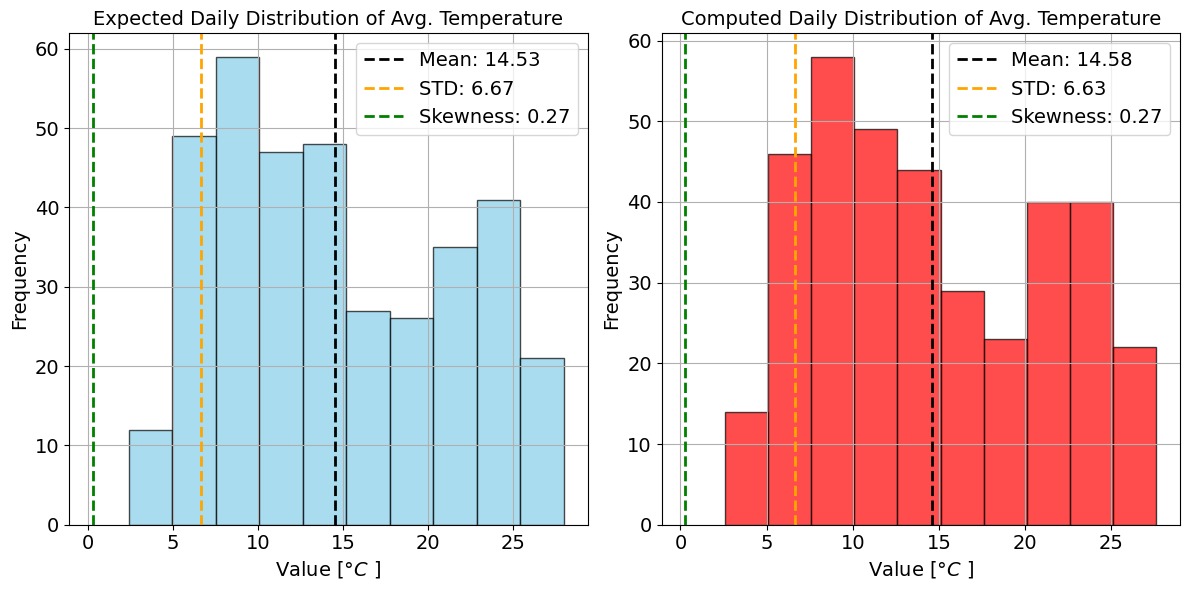 Expected Daily Distribution of Avg. Temperature
Mean: 14.53
STD: 6.67
Skewness: 0.27
60
50
40
30
20
10
0
Frequency
0 5 10 15 20 25
Value [°C ]
Computed Daily Distribution of Avg. Temperature
Mean: 14.58
STD: 6.63
Skewness: 0.27
60
50
40
30
20
10
0
Frequency
0 5 10 15 20 25
Value [°C ]